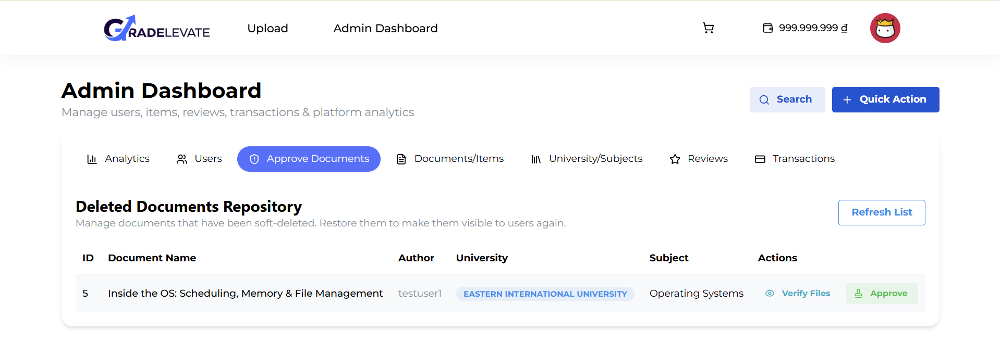 GRADELEVATE Upload Admin Dashboard 999.999.999 đ
Admin Dashboard
Manage users, items, reviews, transactions & platform analytics
Search
Quick Action
Analytics Users Approve Documents Documents/Items University/Subjects Reviews Transactions
Deleted Documents Repository
Manage documents that have been soft-deleted. Restore them to make them visible to users again.
Refresh List
ID Document Name Author University Subject Actions
5 Inside the OS: Scheduling, Memory & File Management testuser1 EASTERN INTERNATIONAL UNIVERSITY Operating Systems Verify Files Approve